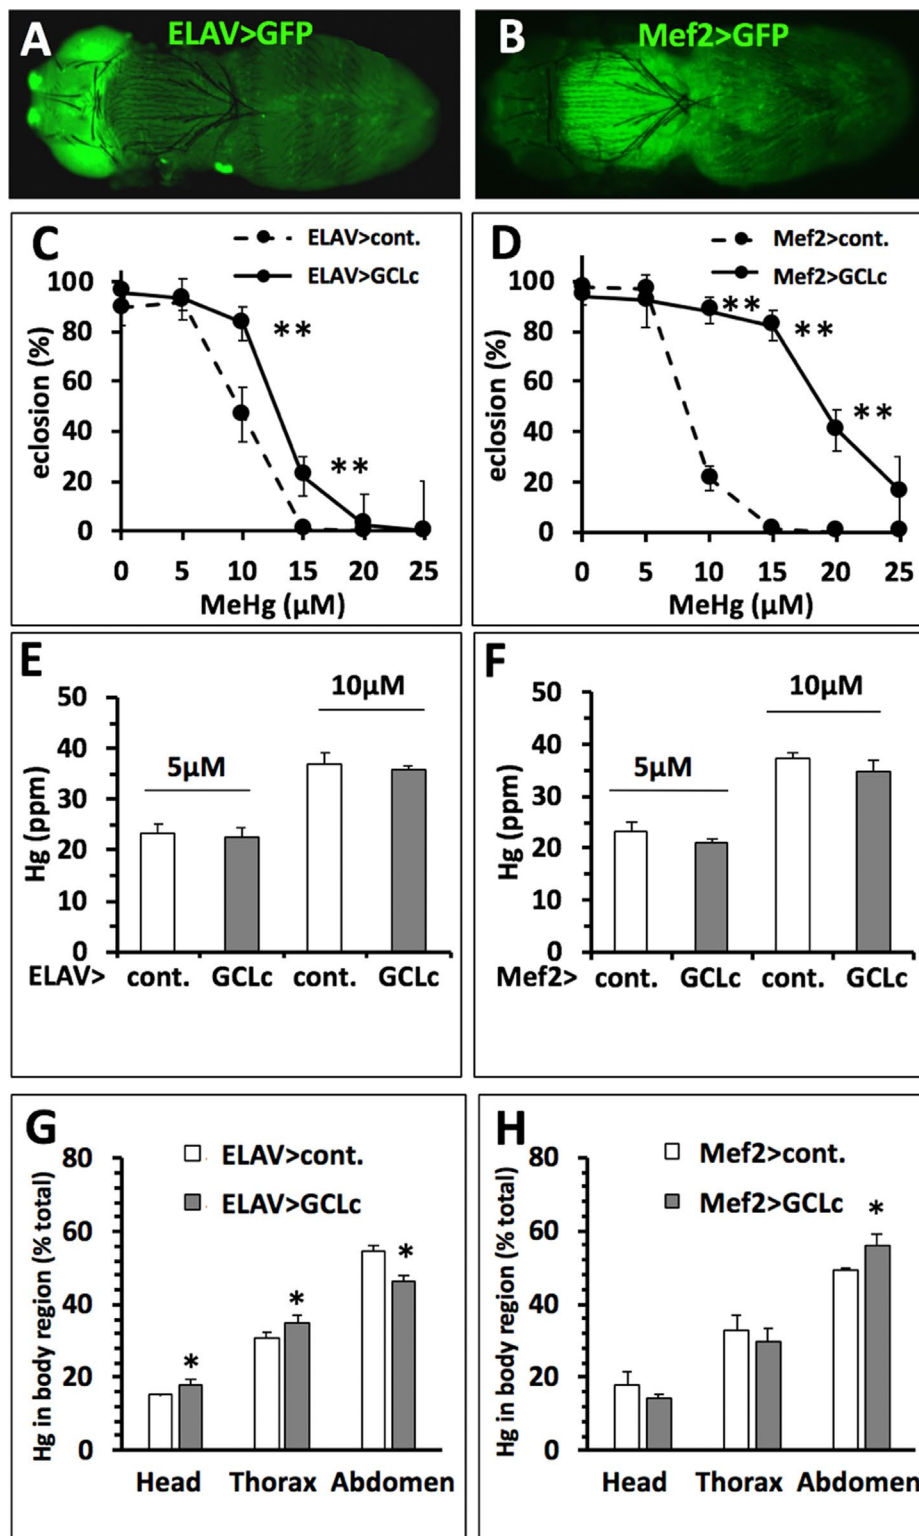 A
ELAV>GFP
B
Mef2>GFP
C
ELAV>cont.
ELAV>GCLc
eclosion (%)
100
80
60
40
20
0
**
**
0 5 10 15 20 25
MeHg (µM)
D
Mef2>cont.
Mef2>GCLc
eclosion (%)
100
80
60
40
20
0
**
**
**
0 5 10 15 20 25
MeHg (µM)
E
Hg (ppm)
50
40
30
20
10
0
5µM
10µM
ELAV> cont. GCLc cont. GCLc
F
Hg (ppm)
50
40
30
20
10
0
5µM
10µM
Mef2> cont. GCLc cont. GCLc
G
ELAV>cont.
ELAV>GCLc
Hg in body region (% total)
80
60
40
20
0
*
*
*
Head Thorax Abdomen
H
Mef2>cont.
Mef2>GCLc
Hg in body region (% total)
80
60
40
20
0
*
Head Thorax Abdomen